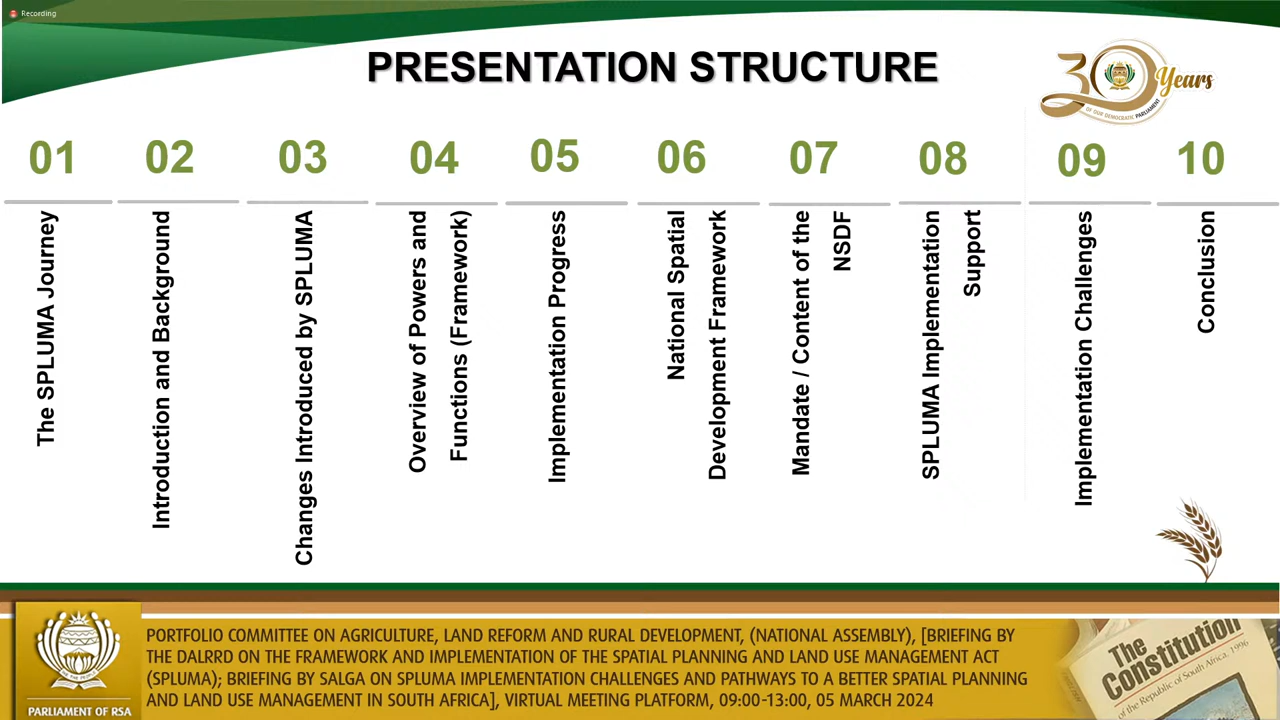 Recording
PRESENTATION STRUCTURE
30 Years
OF OUR DEMOCRATIC PARLIAMENT
01
The SPLUMA Journey
02
Introduction and Background
03
Changes Introduced by SPLUMA
04
Overview of Powers and
Functions (Framework)
05
Implementation Progress
06
National Spatial
Development Framework
07
Mandate / Content of the
NSDF
08
SPLUMA Implementation
Support
09
Implementation Challenges
10
Conclusion
PARLIAMENT OF RSA
PORTFOLIO COMMITTEE ON AGRICULTURE, LAND REFORM AND RURAL DEVELOPMENT, (NATIONAL ASSEMBLY), [BRIEFING BY
THE DALRRD ON THE FRAMEWORK AND IMPLEMENTATION OF THE SPATIAL PLANNING AND LAND USE MANAGEMENT ACT
(SPLUMA); BRIEFING BY SALGA ON SPLUMA IMPLEMENTATION CHALLENGES AND PATHWAYS TO A BETTER SPATIAL PLANNING
AND LAND USE MANAGEMENT IN SOUTH AFRICA], VIRTUAL MEETING PLATFORM, 09:00-13:00, 05 MARCH 2024
The
Constitution
of the Republic of South Africa, 1996